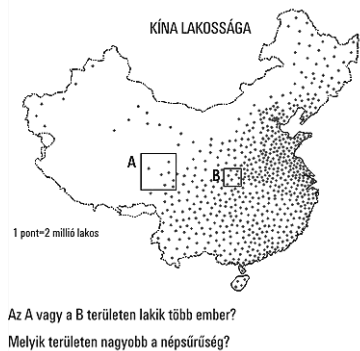 KÍNA LAKOSSÁGA
A
B
1 pont=2 millió lakos
Az A vagy a B területen lakik több ember?
Melyik területen nagyobb a népsűrűség?